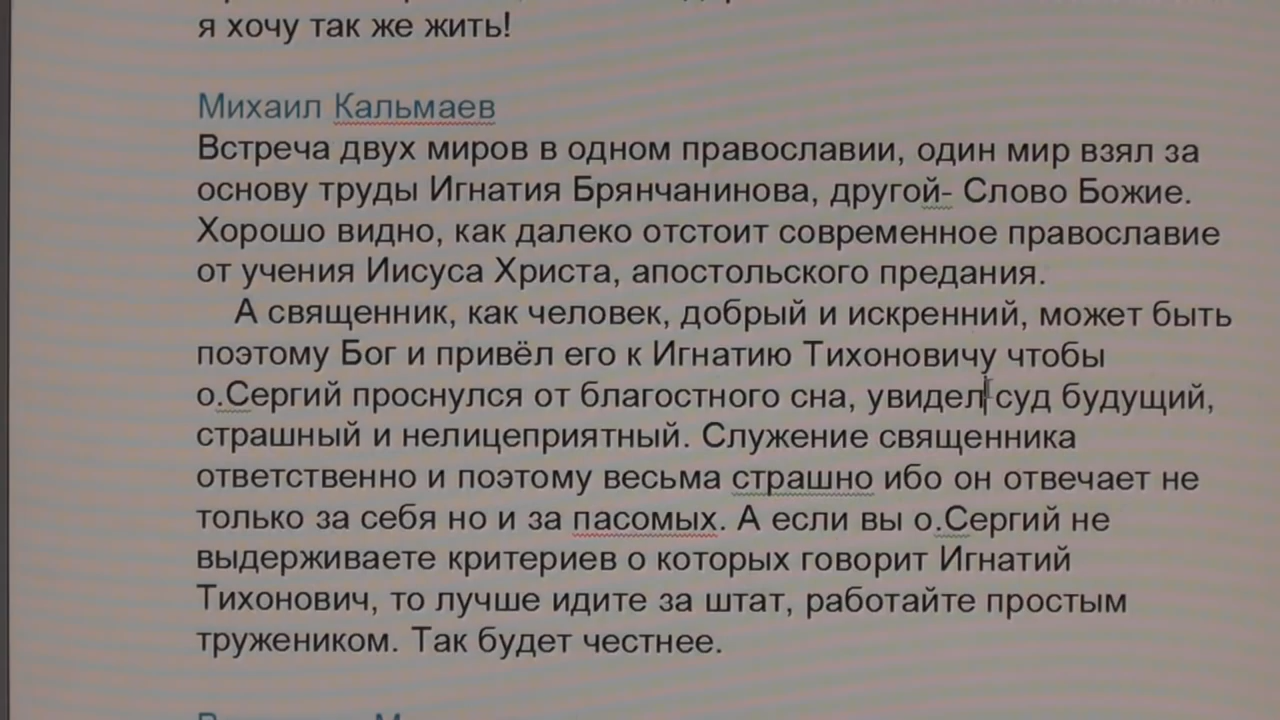 я хочу так же жить!
Михаил Кальмаев
Встреча двух миров в одном православии, один мир взял за
основу труды Игнатия Брянчанинова, другой- Слово Божие.
Хорошо видно, как далеко отстоит современное православие
от учения Иисуса Христа, апостольского предания.
А священник, как человек, добрый и искренний, может быть
поэтому Бог и привёл его к Игнатию Тихоновичу чтобы
о.Сергий проснулся от благостного сна, увидел суд будущий,
страшный и нелицеприятный. Служение священника
ответственно и поэтому весьма страшно ибо он отвечает не
только за себя но и за пасомых. А если вы о.Сергий не
выдерживаете критериев о которых говорит Игнатий
Тихонович, то лучше идите за штат, работайте простым
тружеником. Так будет честнее.